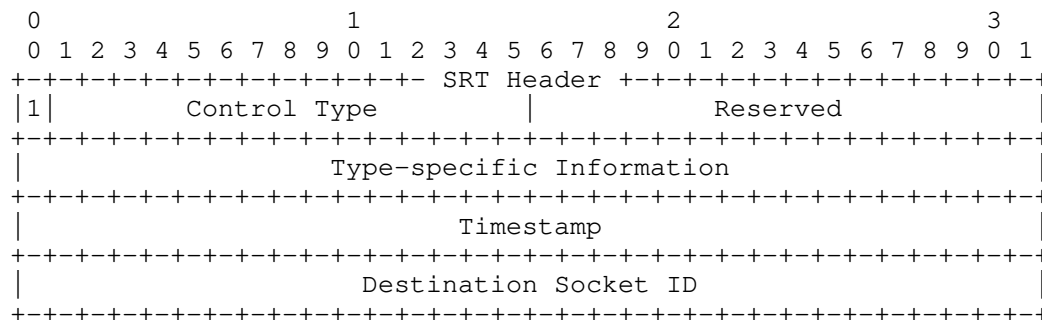 0                   1                   2                   3
 0 1 2 3 4 5 6 7 8 9 0 1 2 3 4 5 6 7 8 9 0 1 2 3 4 5 6 7 8 9 0 1
+-+-+-+-+-+-+-+-+-+-+-+-+- SRT Header +-+-+-+-+-+-+-+-+-+-+-+-+-+
|1|        Control Type         |           Reserved            |
+-+-+-+-+-+-+-+-+-+-+-+-+-+-+-+-+-+-+-+-+-+-+-+-+-+-+-+-+-+-+-+-+
|                   Type-specific Information                   |
+-+-+-+-+-+-+-+-+-+-+-+-+-+-+-+-+-+-+-+-+-+-+-+-+-+-+-+-+-+-+-+-+
|                           Timestamp                           |
+-+-+-+-+-+-+-+-+-+-+-+-+-+-+-+-+-+-+-+-+-+-+-+-+-+-+-+-+-+-+-+-+
|                     Destination Socket ID                     |
+-+-+-+-+-+-+-+-+-+-+-+-+-+-+-+-+-+-+-+-+-+-+-+-+-+-+-+-+-+-+-+-+